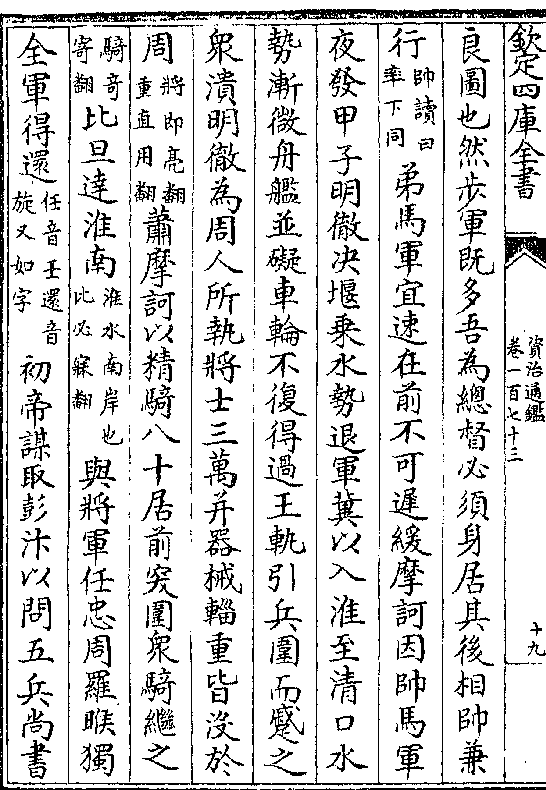 欽定四庫全書
資治通鑑
卷一百七十三
十九
良圖也然步軍既多吾為總督必須身居其後相帥兼
行帥讀曰率下同弟馬軍宜速在前不可遲緩摩訶因帥馬軍
夜發甲子明徹决堰乗水勢退軍冀以入淮至清口水
勢漸微舟艦並礙車輪不復得過王軌引兵圍而蹙之
衆潰明徹為周人所執將士三萬并器械輜重皆没於
周將即亮翻重直用翻蕭摩訶以精騎八十居前突圍衆騎繼之
騎奇寄翻比旦達淮南淮水南岸也比必寐翻與將軍任忠周羅㬋獨
全軍得還任音壬還音旋又如字初帝謀取彭汴以問五兵尚書